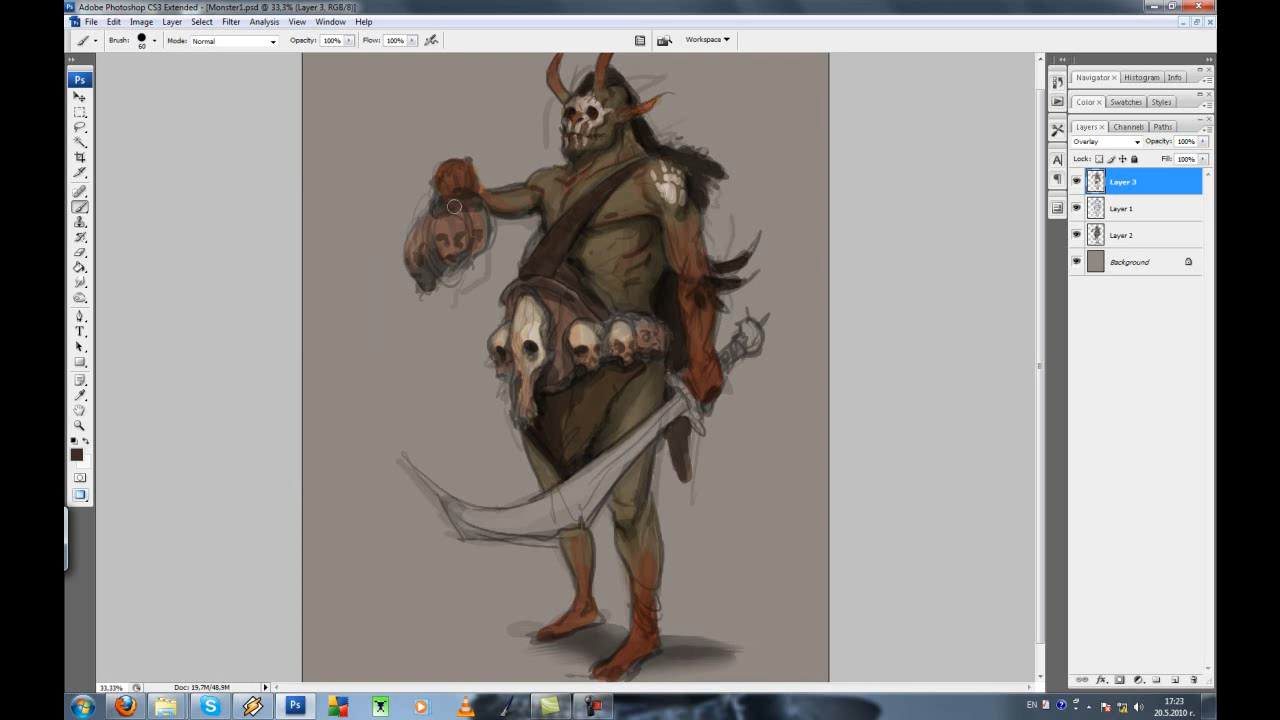 Adobe Photoshop CS3 Extended - [Monster1.psd @ 33,3% (Layer 3, RGB/8)]
File Edit Image Layer Select Filter Analysis View Window Help
Brush: 60 Mode: Normal Opacity: 100% Flow: 100% Workspace
Ps
Navigator × Histogram Info
Color × Swatches Styles
Layers × Channels Paths
Overlay Opacity: 100%
Lock: Fill: 100%
Layer 3
Layer 1
Layer 2
Background
33.33% Doc: 19,7M/48,9M
EN 17:23
20.5.2010 г.